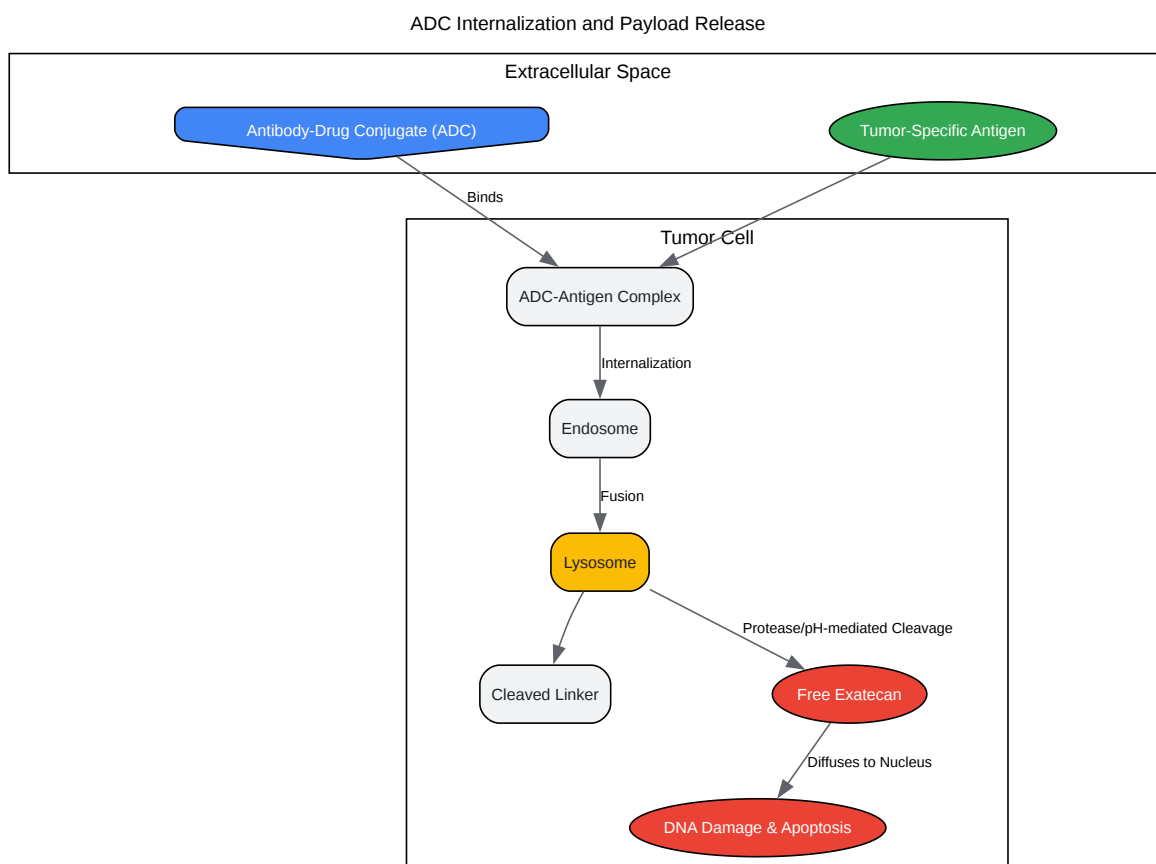 ADC Internalization and Payload Release
Extracellular Space
Antibody-Drug Conjugate (ADC)
Tumor-Specific Antigen
Binds
Tumor Cell
ADC-Antigen Complex
Internalization
Endosome
Fusion
Lysosome
Protease/pH-mediated Cleavage
Cleaved Linker
Free Exatecan
Diffuses to Nucleus
DNA Damage & Apoptosis